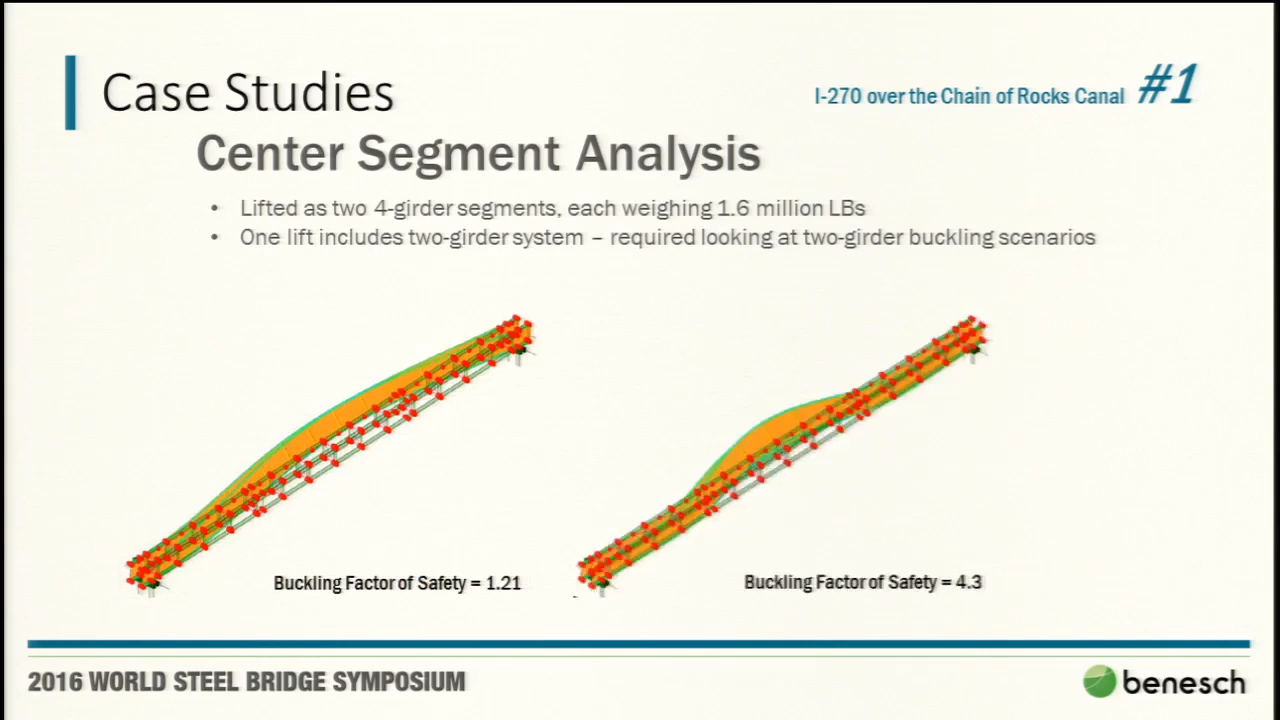 Case Studies
I-270 over the Chain of Rocks Canal #1
Center Segment Analysis
• Lifted as two 4-girder segments, each weighing 1.6 million LBs
• One lift includes two-girder system – required looking at two-girder buckling scenarios
Buckling Factor of Safety = 1.21
Buckling Factor of Safety = 4.3
2016 WORLD STEEL BRIDGE SYMPOSIUM
benesch